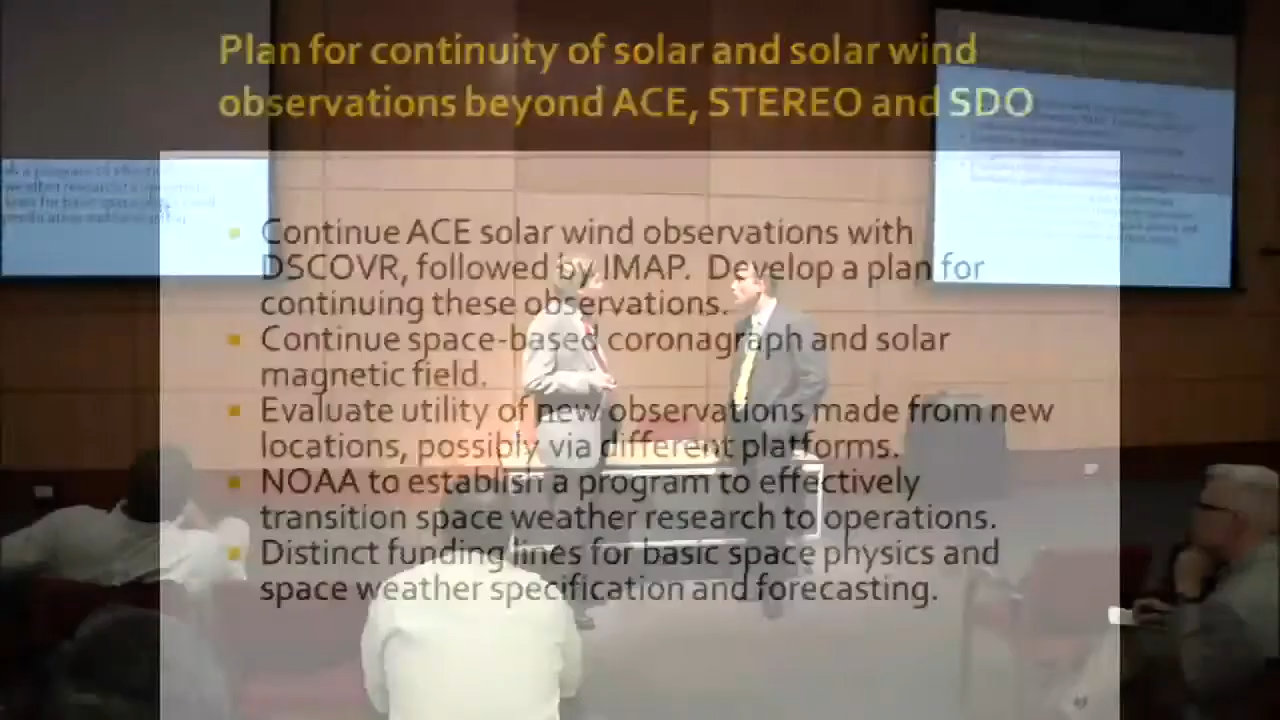 Plan for continuity of solar and solar wind
observations beyond ACE, STEREO and SDO
Continue ACE solar wind observations with
DSCOVR, followed by IMAP. Develop a plan for
continuing these observations.
Continue space-based coronagraph and solar
magnetic field.
Evaluate utility of new observations made from new
locations, possibly via different platforms.
NOAA to establish a program to effectively
transition space weather research to operations.
Distinct funding lines for basic space physics and
space weather specification and forecasting.